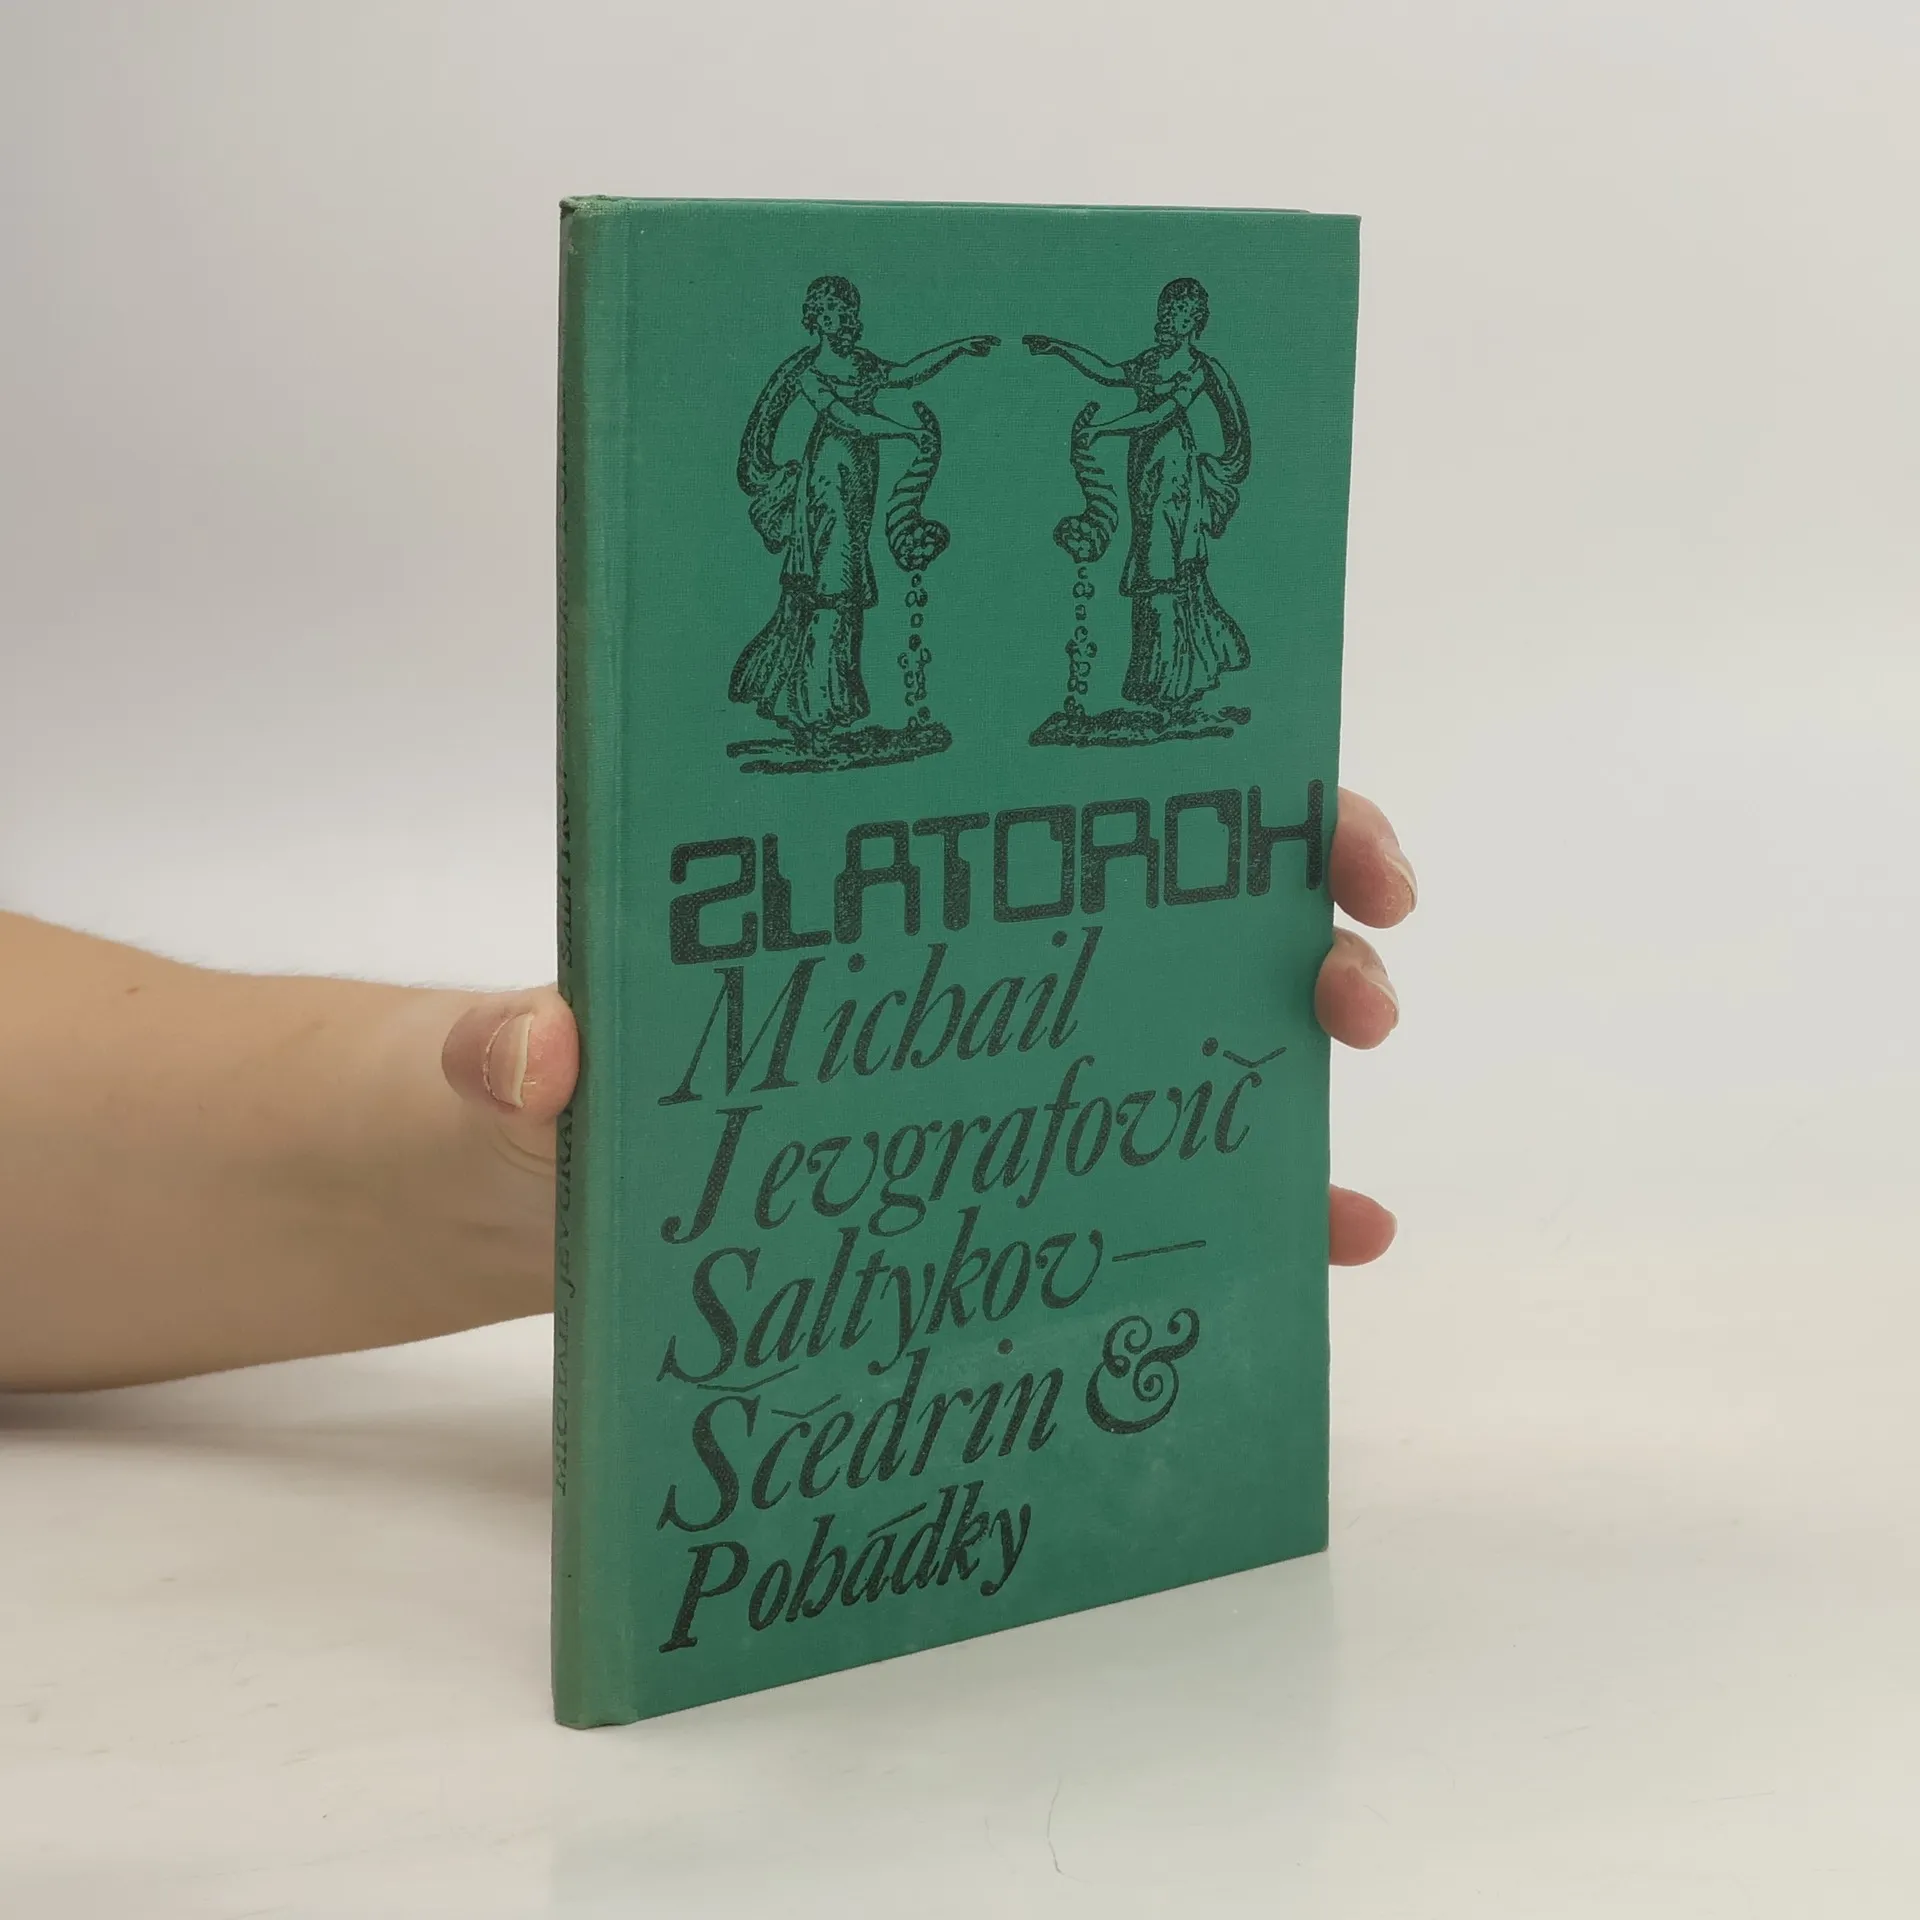 ZLATOROH
Michail
Jevgrafovič
Saltykov—
Ščedrin &
Pohádky